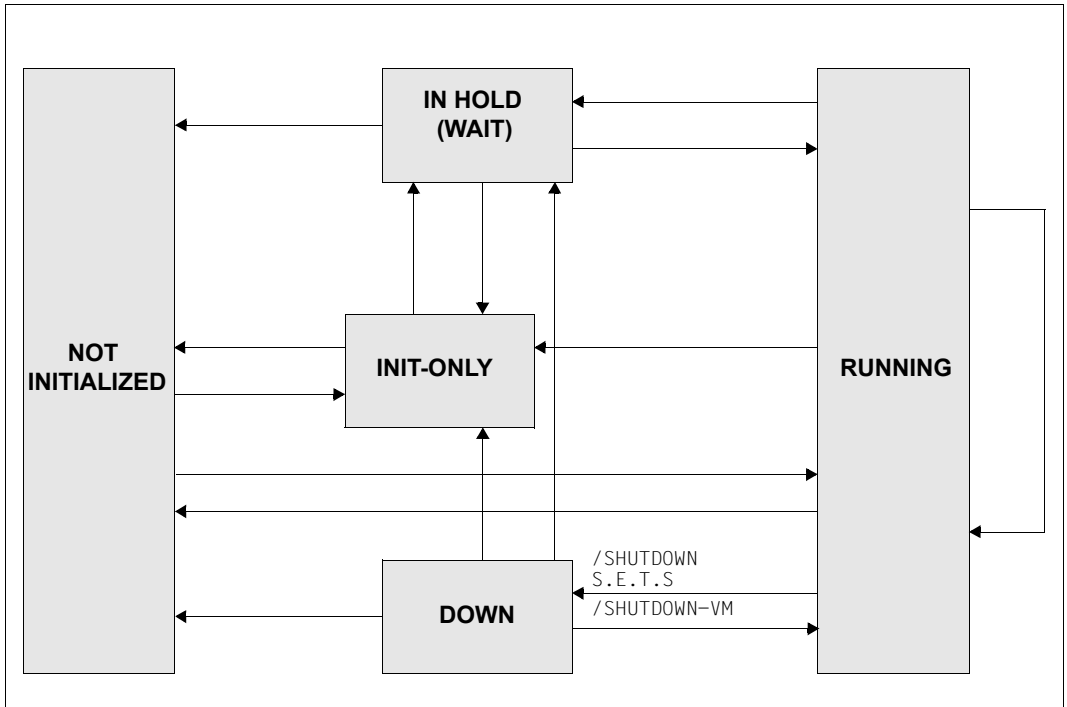 IN HOLD
(WAIT)
NOT
INITIALIZED
INIT-ONLY
RUNNING
/SHUTDOWN
S.E.T.S
/SHUTDOWN-VM
DOWN